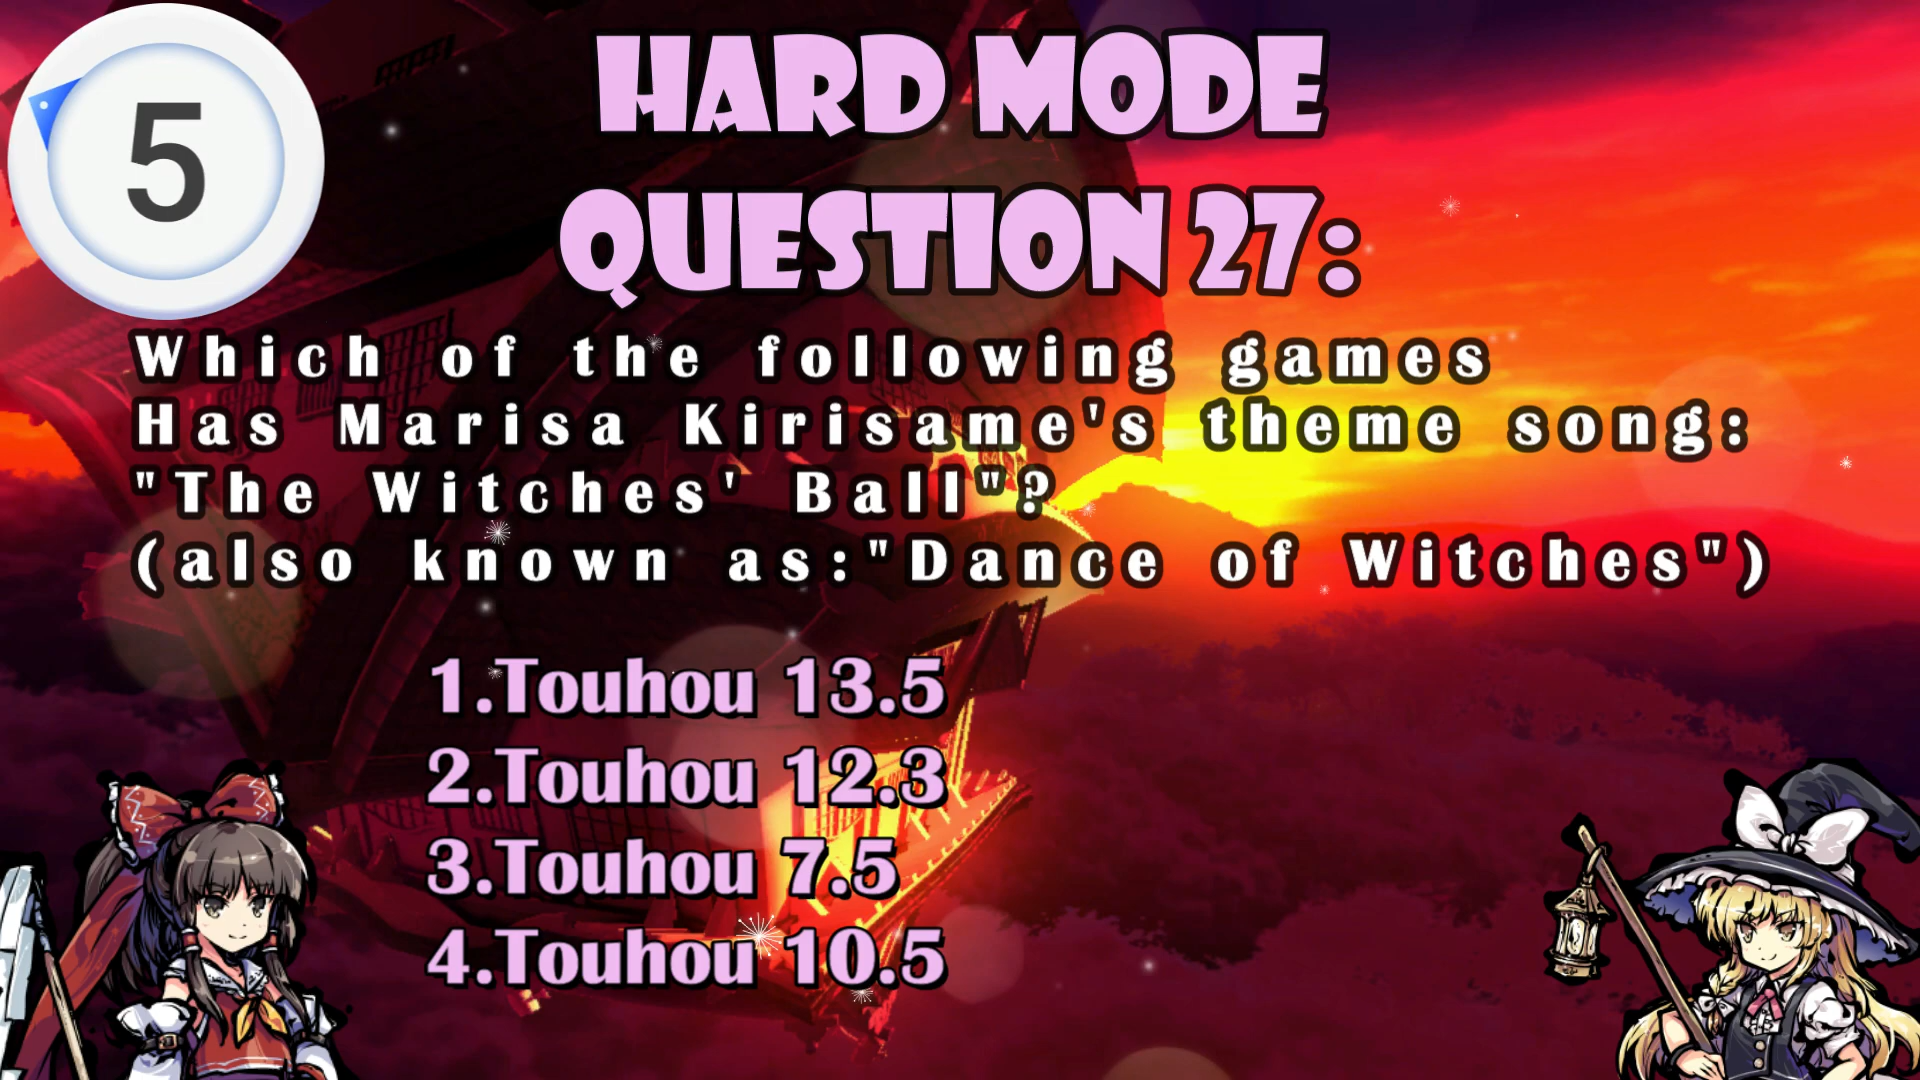 5
HARD MODE
QUESTION 27:
Which of the following games
Has Marisa Kirisame's theme song:
"The Witches' Ball"?
(also known as:"Dance of Witches")
1.Touhou 13.5
2.Touhou 12.3
3.Touhou 7.5
4.Touhou 10.5